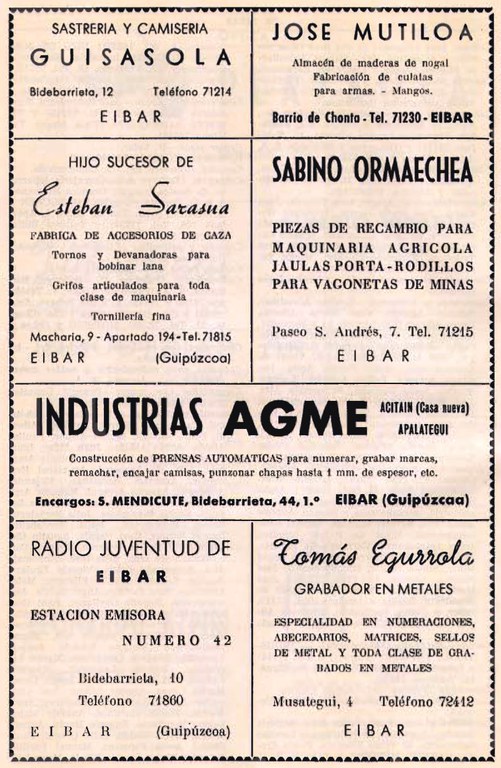 SASTRERIA Y CAMISERIA
GUISASOLA
Bidebarrieta, 12 Teléfono 71214
EIBAR
JOSE MUTILOA
Almacén de maderas de nogal
Fabricación de culatas
para armas. - Mangos.
Barrio de Chonta - Tel. 71230 - EIBAR
HIJO SUCESOR DE
Esteban Sarasua
FABRICA DE ACCESORIOS DE CAZA
Tornos y Devanadoras para
bobinar lana
Grifos articulados para toda
clase de maquinaria
Tornillería fina
Macharia, 9 - Apartado 194 - Tel. 71815
EIBAR (Guipúzcoa)
SABINO ORMAECHEA
PIEZAS DE RECAMBIO PARA
MAQUINARIA AGRICOLA
JAULAS PORTA-RODILLOS
PARA VAGONETAS DE MINAS
Paseo S. Andrés, 7. Tel. 71215
EIBAR
INDUSTRIAS AGME
ACITAIN (Casa nueva)
APALATEGUI
Construcción de PRENSAS AUTOMATICAS para numerar, grabar marcas,
remachar, encajar camisas, punzonar chapas hasta 1 mm. de espesor, etc.
Encargos: S. MENDICUTE, Bidebarrieta, 44, 1.º EIBAR (Guipúzcaa)
RADIO JUVENTUD DE
EIBAR
ESTACION EMISORA
NUMERO 42
Bidebarrieta, 10
Teléfono 71860
EIBAR (Guipúzcoa)
Tomás Egurrola
GRABADOR EN METALES
ESPECIALIDAD EN NUMERACIONES,
ABECEDARIOS, MATRICES, SELLOS
DE METAL Y TODA CLASE DE GRA-
BADOS EN METALES
Musategui, 4 Teléfono 72412
EIBAR